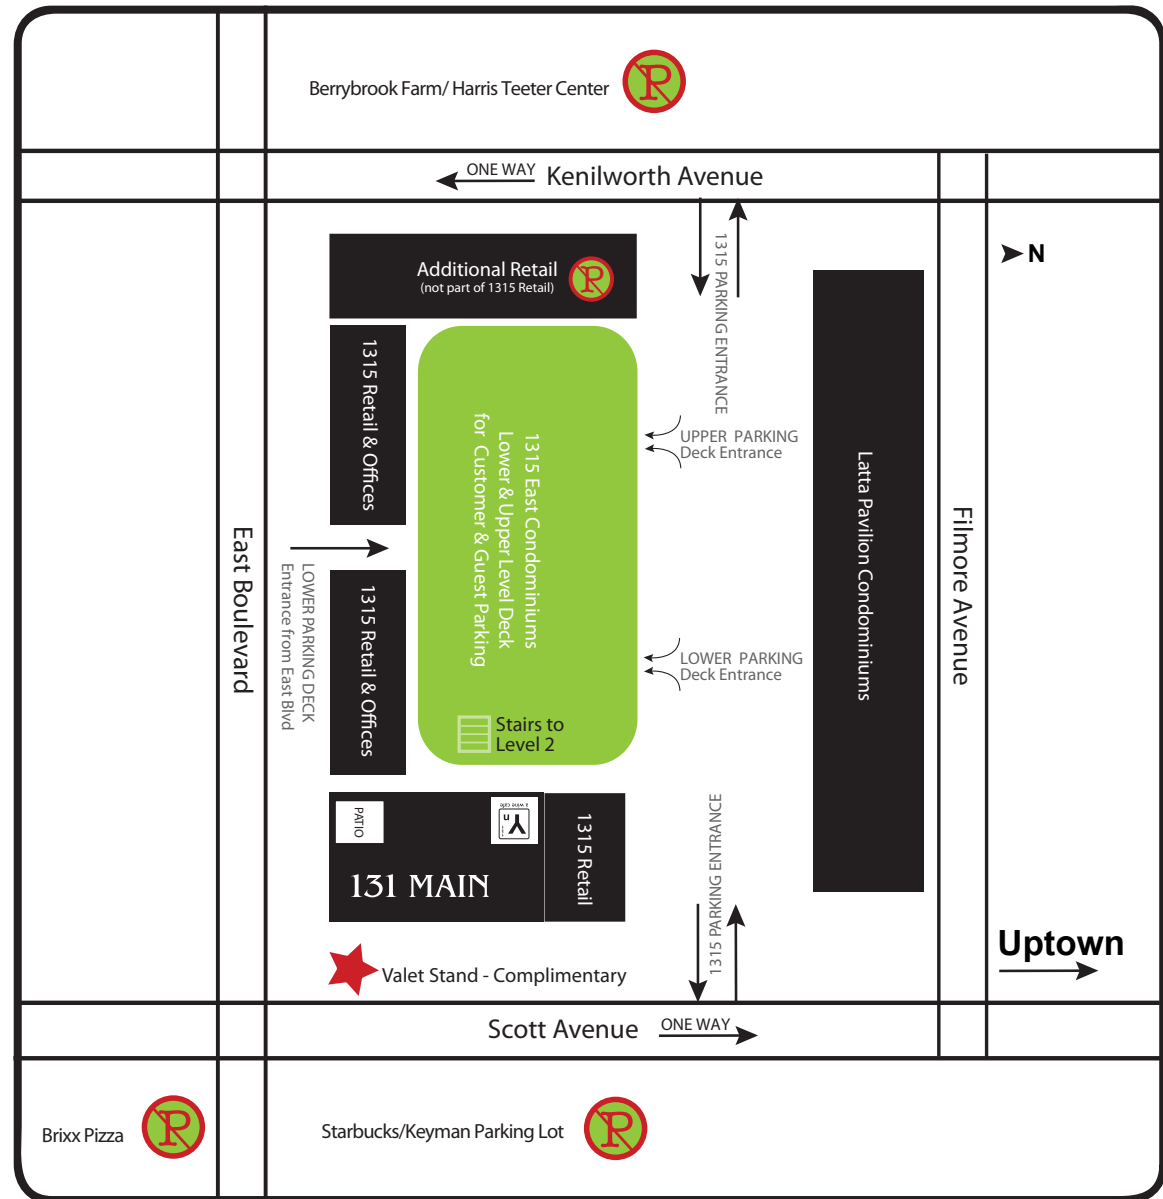 Berrybrook Farm/ Harris Teeter Center
P
ONE WAY
Kenilworth Avenue
N
Additional Retail
(not part of 1315 Retail)
P
1315 PARKING ENTRANCE
1315 Retail & Offices
1315 East Condominiums
Lower & Upper Level Deck
for Customer & Guest Parking
UPPER PARKING
Deck Entrance
Latta Pavilion Condominiums
Filmore Avenue
East Boulevard
LOWER PARKING DECK
Entrance from East Blvd
1315 Retail & Offices
LOWER PARKING
Deck Entrance
Stairs to
Level 2
PATIO
a wine cafe
Y
n
131 MAIN
1315 Retail
1315 PARKING ENTRANCE
Uptown
Valet Stand - Complimentary
Scott Avenue
ONE WAY
Brixx Pizza
P
Starbucks/Keyman Parking Lot
P